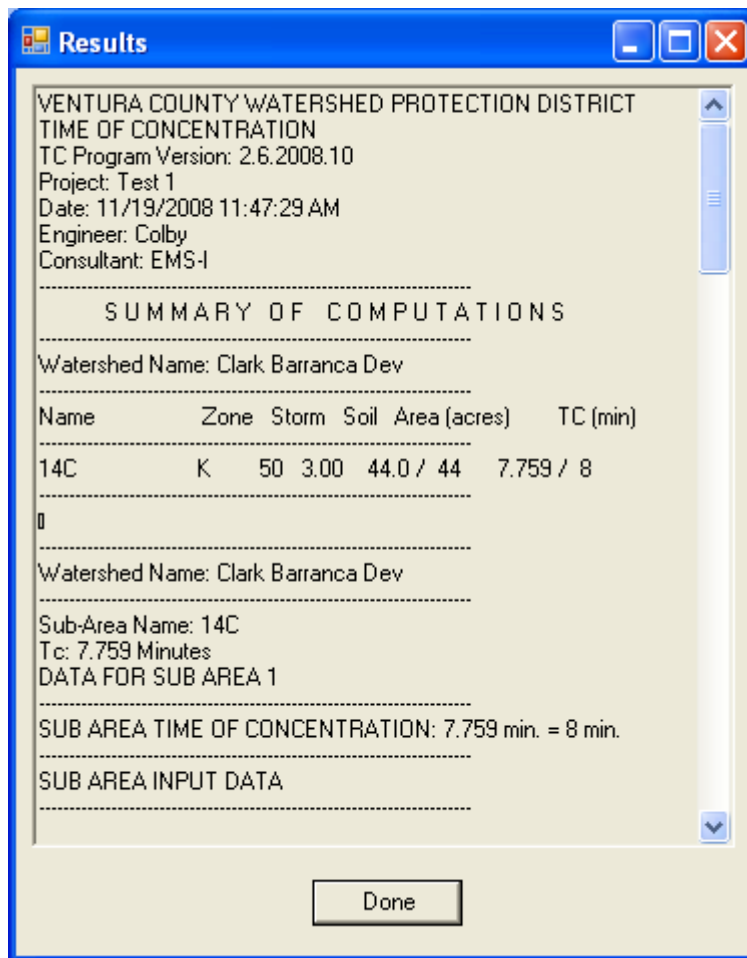 Results
VENTURA COUNTY WATERSHED PROTECTION DISTRICT
TIME OF CONCENTRATION
TC Program Version: 2.6.2008.10
Project: Test 1
Date: 11/19/2008 11:47:29 AM
Engineer: Colby
Consultant: EMS-I
--------------------------------------------------------------------------------
S U M M A R Y   O F   C O M P U T A T I O N S
--------------------------------------------------------------------------------
Watershed Name: Clark Barranca Dev
--------------------------------------------------------------------------------
Name Zone Storm Soil Area (acres) TC (min)
--------------------------------------------------------------------------------
14C K 50 3.00 44.0 / 44 7.759 / 8
--------------------------------------------------------------------------------
--------------------------------------------------------------------------------
Watershed Name: Clark Barranca Dev
--------------------------------------------------------------------------------
Sub-Area Name: 14C
Tc: 7.759 Minutes
DATA FOR SUB AREA 1
--------------------------------------------------------------------------------
SUB AREA TIME OF CONCENTRATION: 7.759 min. = 8 min.
--------------------------------------------------------------------------------
SUB AREA INPUT DATA
--------------------------------------------------------------------------------
Done